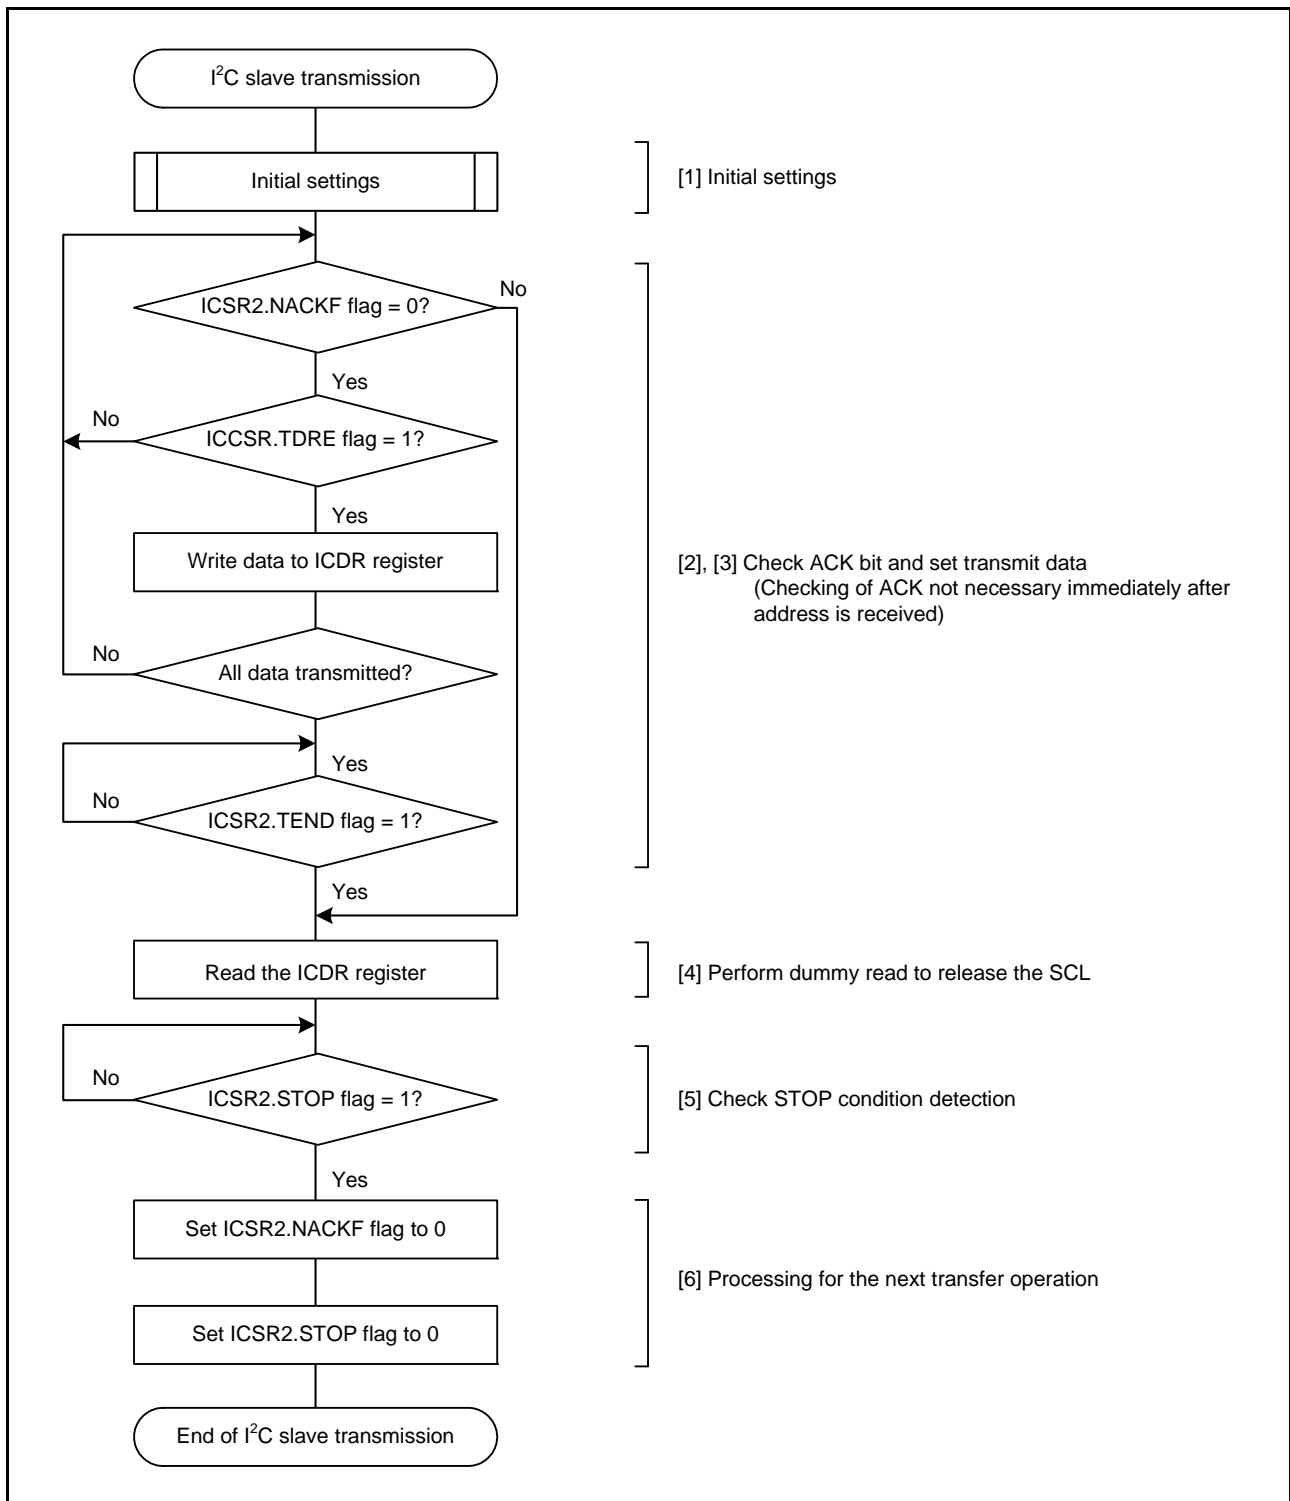 I²C slave transmission
Initial settings
[1] Initial settings
ICSR2.NACKF flag = 0?
No
Yes
No
ICCSR.TDRE flag = 1?
Yes
Write data to ICDR register
[2], [3] Check ACK bit and set transmit data
(Checking of ACK not necessary immediately after
address is received)
No
All data transmitted?
Yes
No
ICSR2.TEND flag = 1?
Yes
Read the ICDR register
[4] Perform dummy read to release the SCL
No
ICSR2.STOP flag = 1?
[5] Check STOP condition detection
Yes
Set ICSR2.NACKF flag to 0
[6] Processing for the next transfer operation
Set ICSR2.STOP flag to 0
End of I²C slave transmission